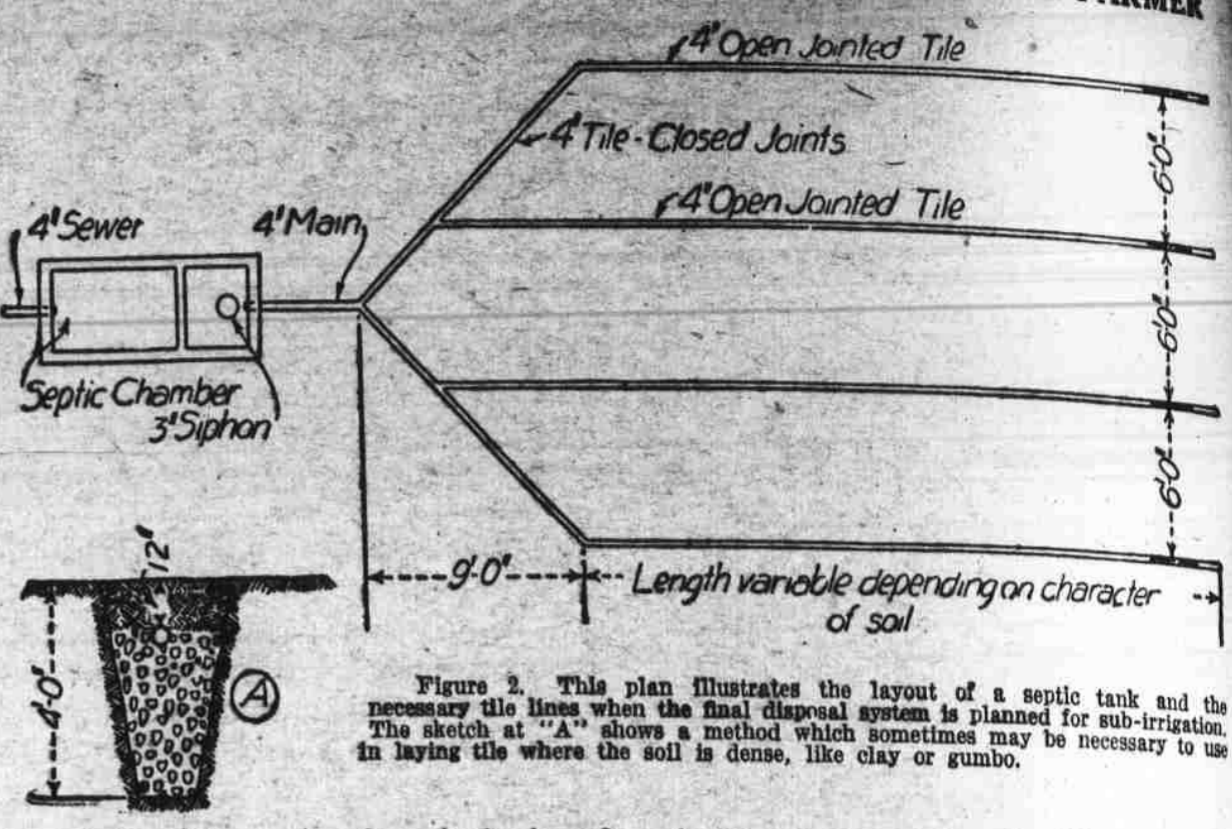 FARMER
4" Open Jointed Tile
4" Tile - Closed Joints
4" Open Jointed Tile
4" Sewer
4" Main
Septic Chamber
3" Siphon
6'-0"
6'-0"
6'-0"
12"
4'-0"
A
9'-0"
Length variable depending on character
of soil
Figure 2. This plan illustrates the layout of a septic tank and the
necessary tile lines when the final disposal system is planned for sub-irrigation.
The sketch at "A" shows a method which sometimes may be necessary to use
in laying tile where the soil is dense, like clay or gumbo.